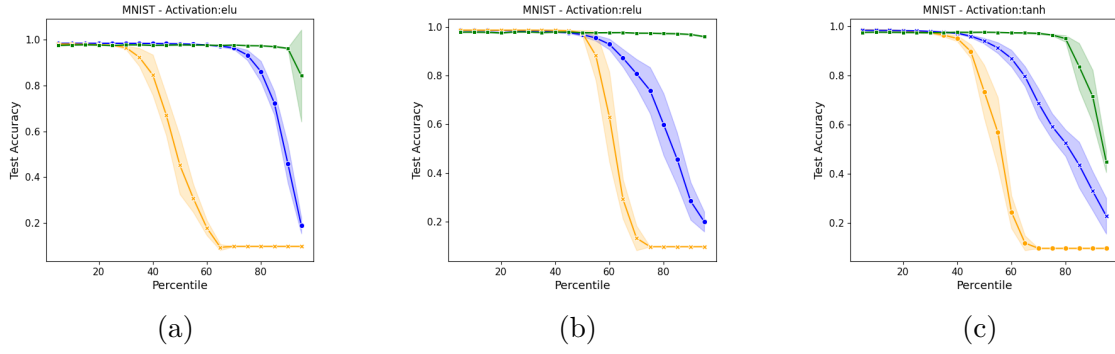 MNIST - Activation:elu
Test Accuracy
1.0
0.8
0.6
0.4
0.2
20 40 60 80
Percentile
(a)
MNIST - Activation:relu
Test Accuracy
1.0
0.8
0.6
0.4
0.2
20 40 60 80
Percentile
(b)
MNIST - Activation:tanh
Test Accuracy
1.0
0.8
0.6
0.4
0.2
20 40 60 80
Percentile
(c)